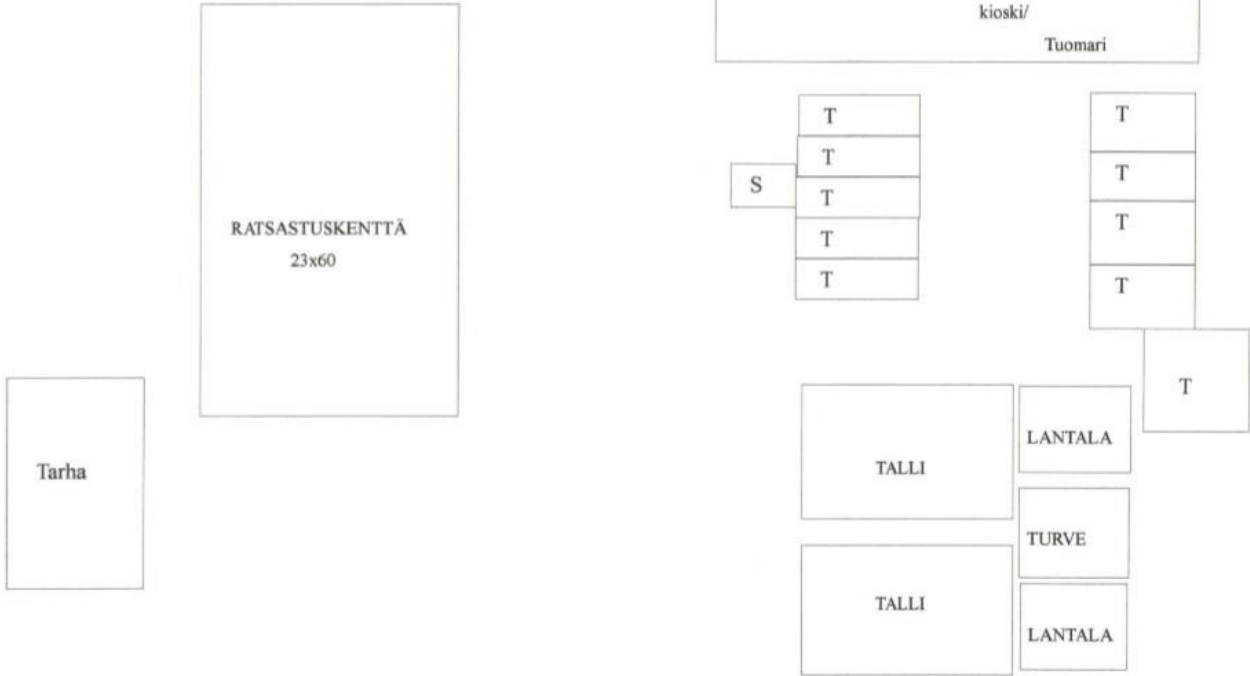 kioski/
Tuomari
T
T
T
T
T
S
T
T
T
T
T
RATSASTUSKENTTÄ
23x60
Tarha
TALLI
LANTALA
TURVE
TALLI
LANTALA